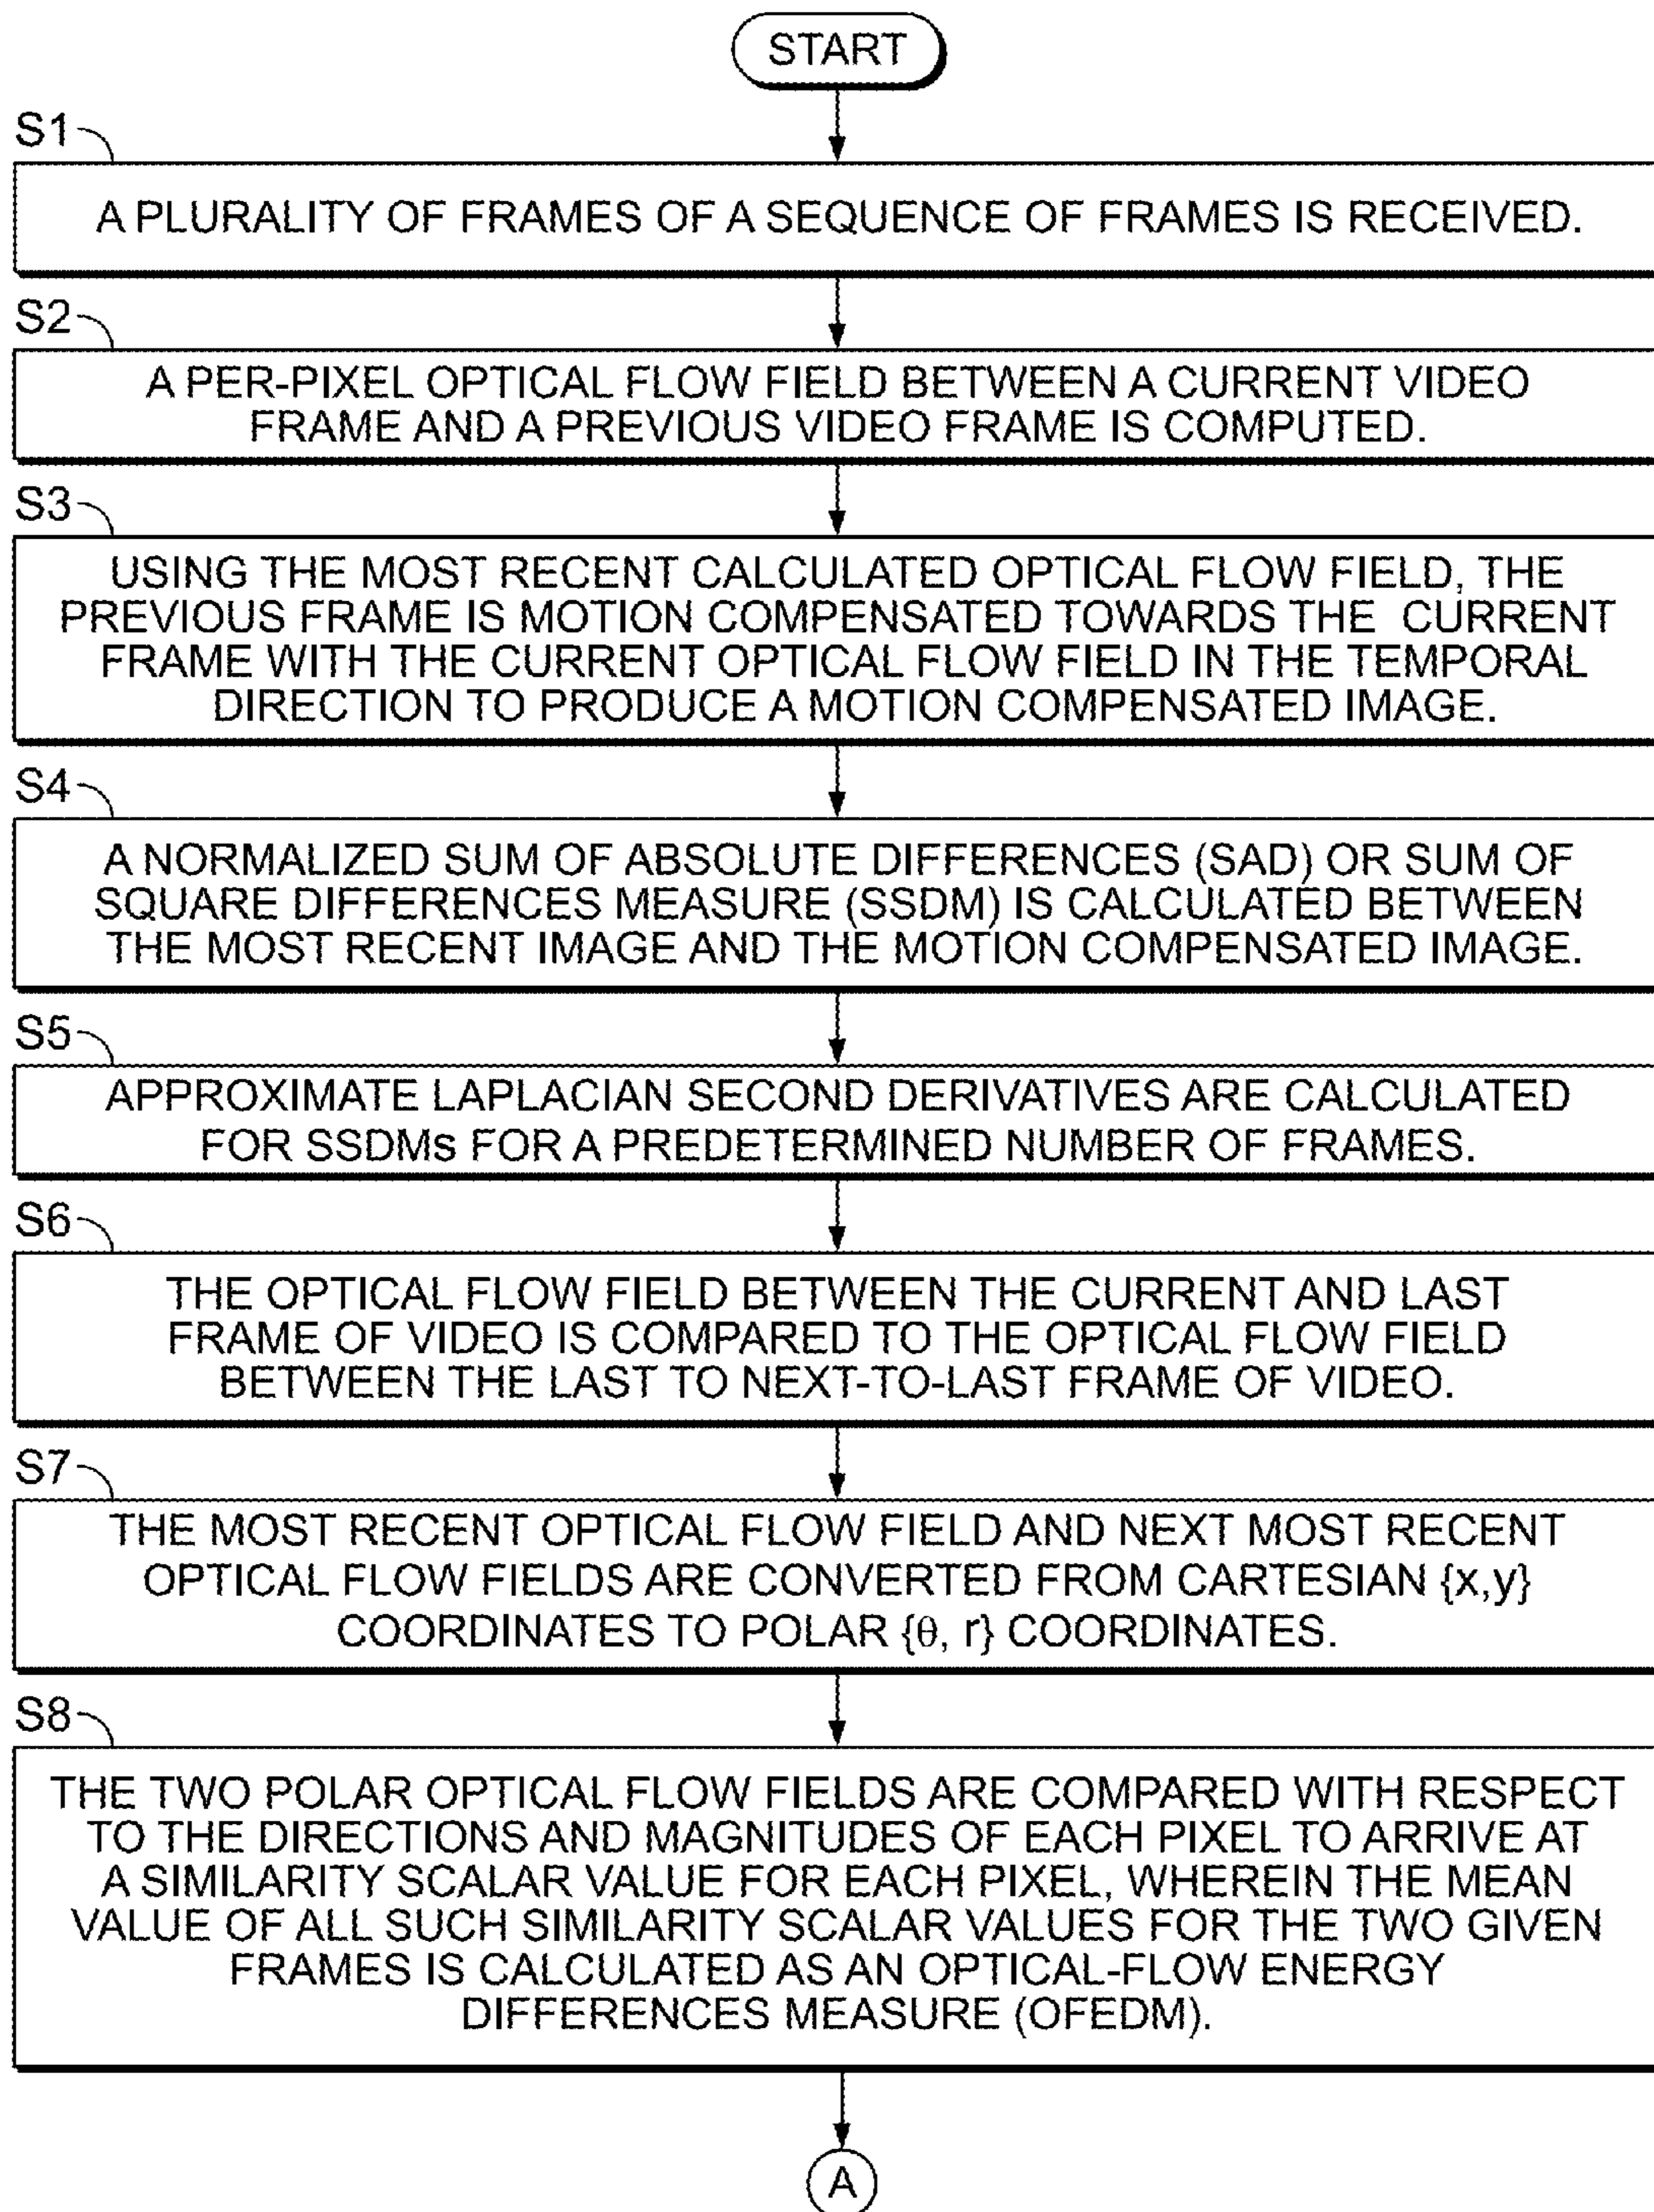 START
S1
A PLURALITY OF FRAMES OF A SEQUENCE OF FRAMES IS RECEIVED.
S2
A PER-PIXEL OPTICAL FLOW FIELD BETWEEN A CURRENT VIDEO
FRAME AND A PREVIOUS VIDEO FRAME IS COMPUTED.
S3
USING THE MOST RECENT CALCULATED OPTICAL FLOW FIELD, THE
PREVIOUS FRAME IS MOTION COMPENSATED TOWARDS THE CURRENT
FRAME WITH THE CURRENT OPTICAL FLOW FIELD IN THE TEMPORAL
DIRECTION TO PRODUCE A MOTION COMPENSATED IMAGE.
S4
A NORMALIZED SUM OF ABSOLUTE DIFFERENCES (SAD) OR SUM OF
SQUARE DIFFERENCES MEASURE (SSDM) IS CALCULATED BETWEEN
THE MOST RECENT IMAGE AND THE MOTION COMPENSATED IMAGE.
S5
APPROXIMATE LAPLACIAN SECOND DERIVATIVES ARE CALCULATED
FOR SSDMs FOR A PREDETERMINED NUMBER OF FRAMES.
S6
THE OPTICAL FLOW FIELD BETWEEN THE CURRENT AND LAST
FRAME OF VIDEO IS COMPARED TO THE OPTICAL FLOW FIELD
BETWEEN THE LAST TO NEXT-TO-LAST FRAME OF VIDEO.
S7
THE MOST RECENT OPTICAL FLOW FIELD AND NEXT MOST RECENT
OPTICAL FLOW FIELDS ARE CONVERTED FROM CARTESIAN {x,y}
COORDINATES TO POLAR {θ, r} COORDINATES.
S8
THE TWO POLAR OPTICAL FLOW FIELDS ARE COMPARED WITH RESPECT
TO THE DIRECTIONS AND MAGNITUDES OF EACH PIXEL TO ARRIVE AT
A SIMILARITY SCALAR VALUE FOR EACH PIXEL, WHEREIN THE MEAN
VALUE OF ALL SUCH SIMILARITY SCALAR VALUES FOR THE TWO GIVEN
FRAMES IS CALCULATED AS AN OPTICAL-FLOW ENERGY
DIFFERENCES MEASURE (OFEDM).
A